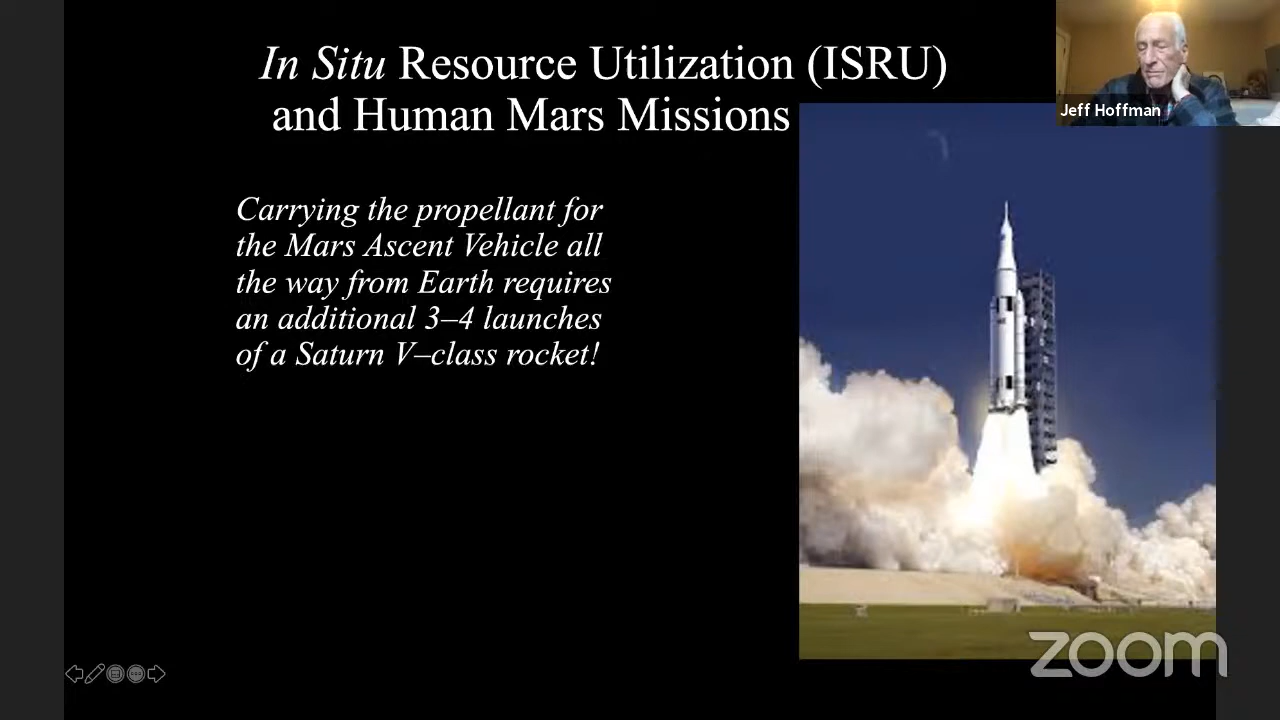 In Situ Resource Utilization (ISRU)
and Human Mars Missions
Jeff Hoffman
Carrying the propellant for
the Mars Ascent Vehicle all
the way from Earth requires
an additional 3–4 launches
of a Saturn V–class rocket!
zoom